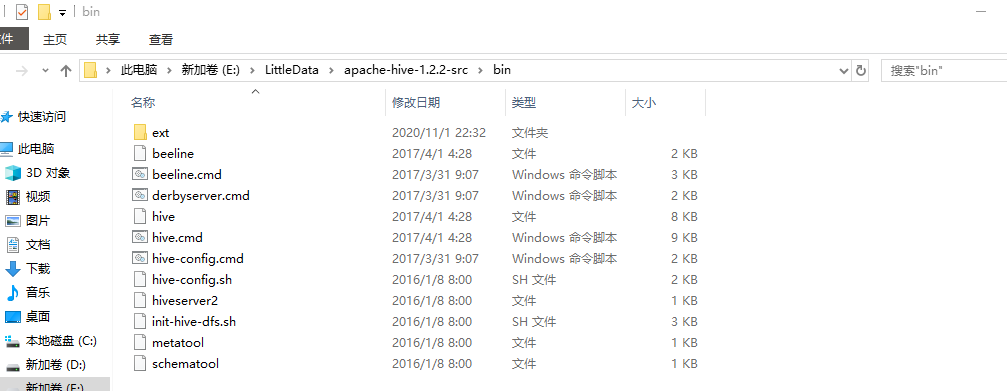 bin
件 主页 共享 查看
此电脑 新加卷 (E:) LittleData apache-hive-1.2.2-src bin 搜索"bin"
名称 修改日期 类型 大小
快速访问
此电脑
3D 对象
视频
图片
文档
下载
音乐
桌面
本地磁盘 (C:)
新加卷 (D:)
新加卷 (E:)
ext 2020/11/1 22:32 文件夹
beeline 2017/4/1 4:28 文件 2 KB
beeline.cmd 2017/3/31 9:07 Windows 命令脚本 3 KB
derbyserver.cmd 2017/3/31 9:07 Windows 命令脚本 2 KB
hive 2017/4/1 4:28 文件 8 KB
hive.cmd 2017/4/1 4:28 Windows 命令脚本 9 KB
hive-config.cmd 2017/3/31 9:07 Windows 命令脚本 2 KB
hive-config.sh 2016/1/8 8:00 SH 文件 2 KB
hiveserver2 2016/1/8 8:00 文件 1 KB
init-hive-dfs.sh 2016/1/8 8:00 SH 文件 3 KB
metatool 2016/1/8 8:00 文件 1 KB
schematool 2016/1/8 8:00 文件 1 KB